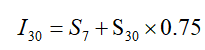 I₃₀ = S₇ + S₃₀ × 0.75